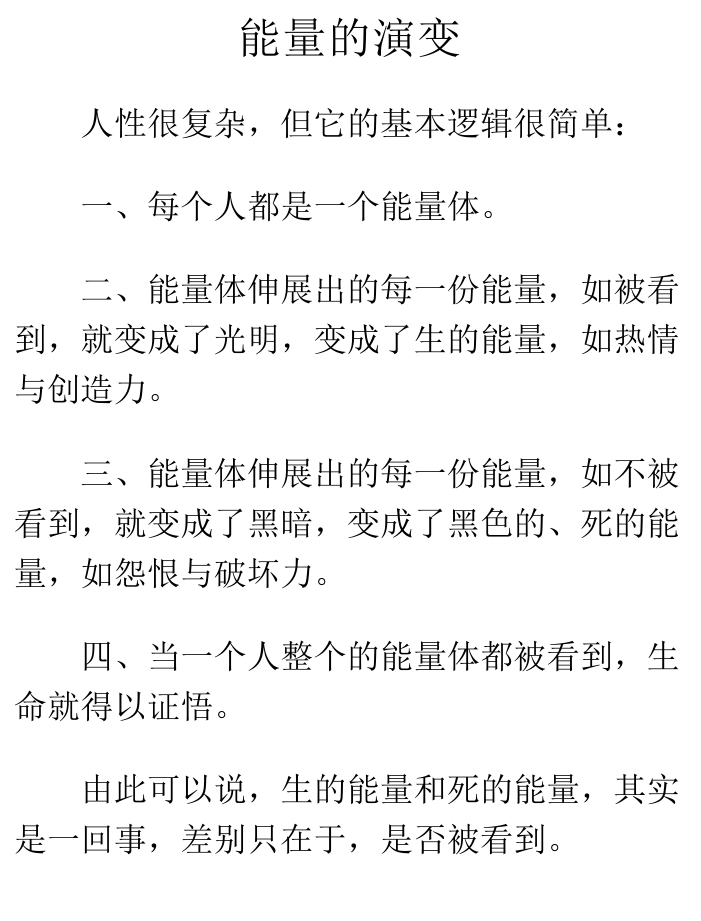 能量的演变
人性很复杂，但它的基本逻辑很简单：
一、每个人都是一个能量体。
二、能量体伸展出的每一份能量，如被看
到，就变成了光明，变成了生的能量，如热情
与创造力。
三、能量体伸展出的每一份能量，如不被
看到，就变成了黑暗，变成了黑色的、死的能
量，如怨恨与破坏力。
四、当一个人整个的能量体都被看到，生
命就得以证悟。
由此可以说，生的能量和死的能量，其实
是一回事，差别只在于，是否被看到。